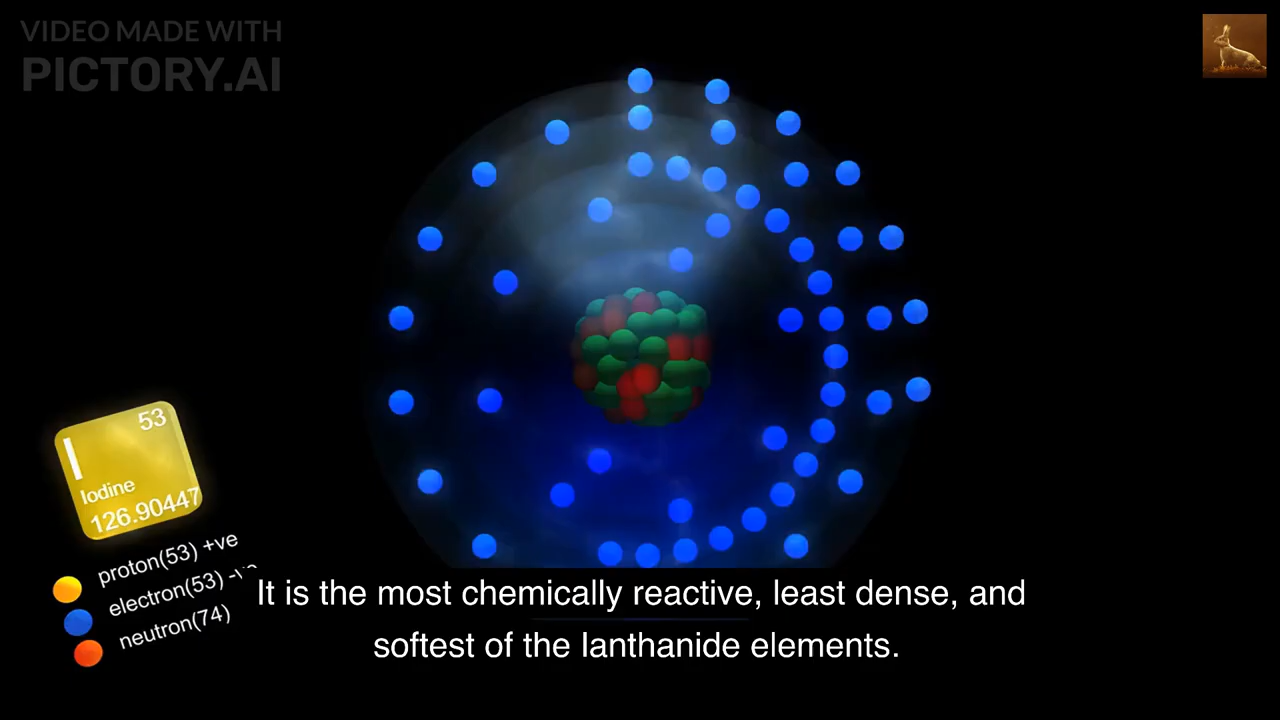 VIDEO MADE WITH
PICTORY.AI
53
I
Iodine
126.90447
proton(53) +ve
electron(53)
neutron(74)
It is the most chemically reactive, least dense, and
softest of the lanthanide elements.